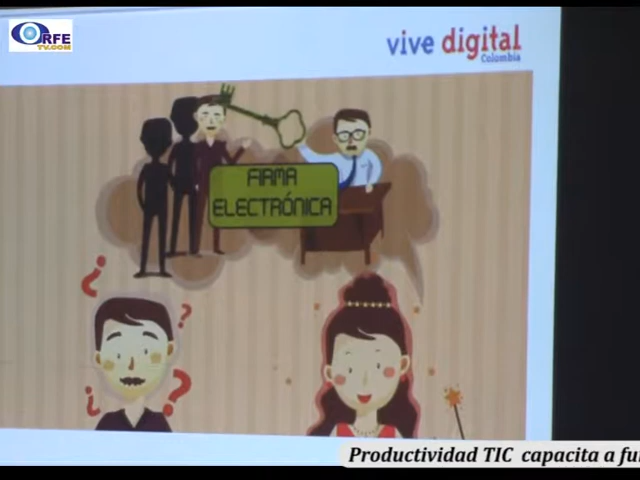 ORFE
TV.COM
vive digital
Colombia
FIRMA
ELECTRÓNICA
Productividad TIC capacita a fu